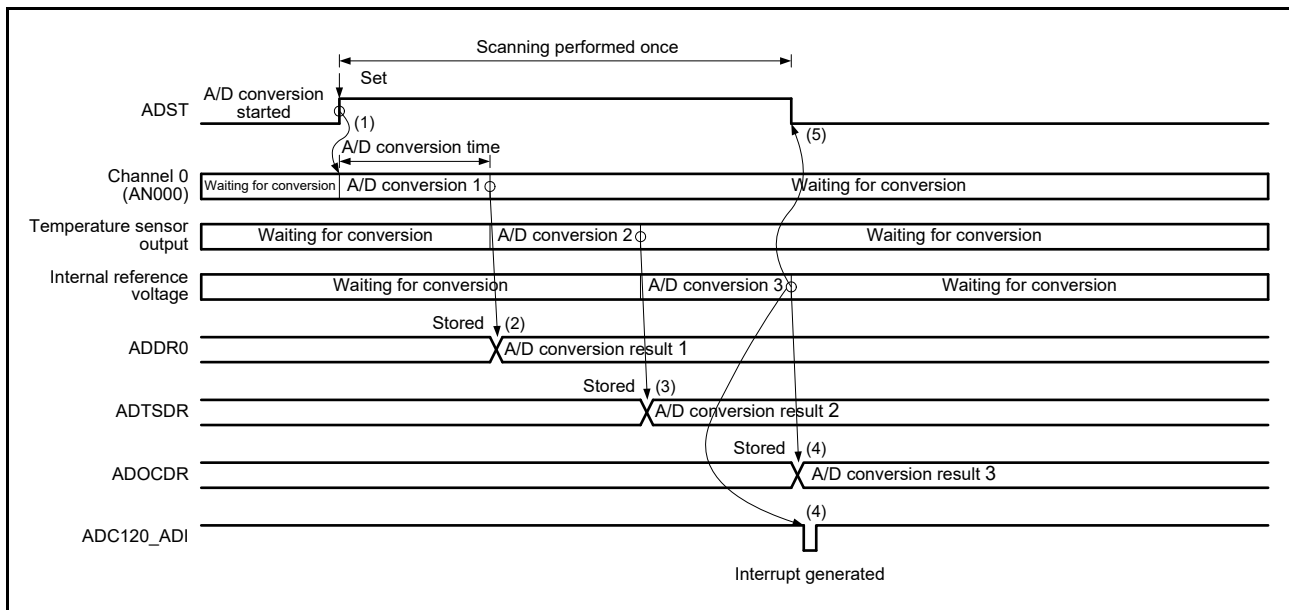 Scanning performed once
Set
ADST
A/D conversion
started
(1)
(5)
A/D conversion time
Channel 0
(AN000)
Waiting for conversion
A/D conversion 1
Waiting for conversion
Temperature sensor
output
Waiting for conversion
A/D conversion 2
Waiting for conversion
Internal reference
voltage
Waiting for conversion
A/D conversion 3
Waiting for conversion
Stored
(2)
ADDR0
A/D conversion result 1
Stored
(3)
ADTSDR
A/D conversion result 2
Stored
(4)
ADOCDR
A/D conversion result 3
(4)
ADC120_ADI
Interrupt generated